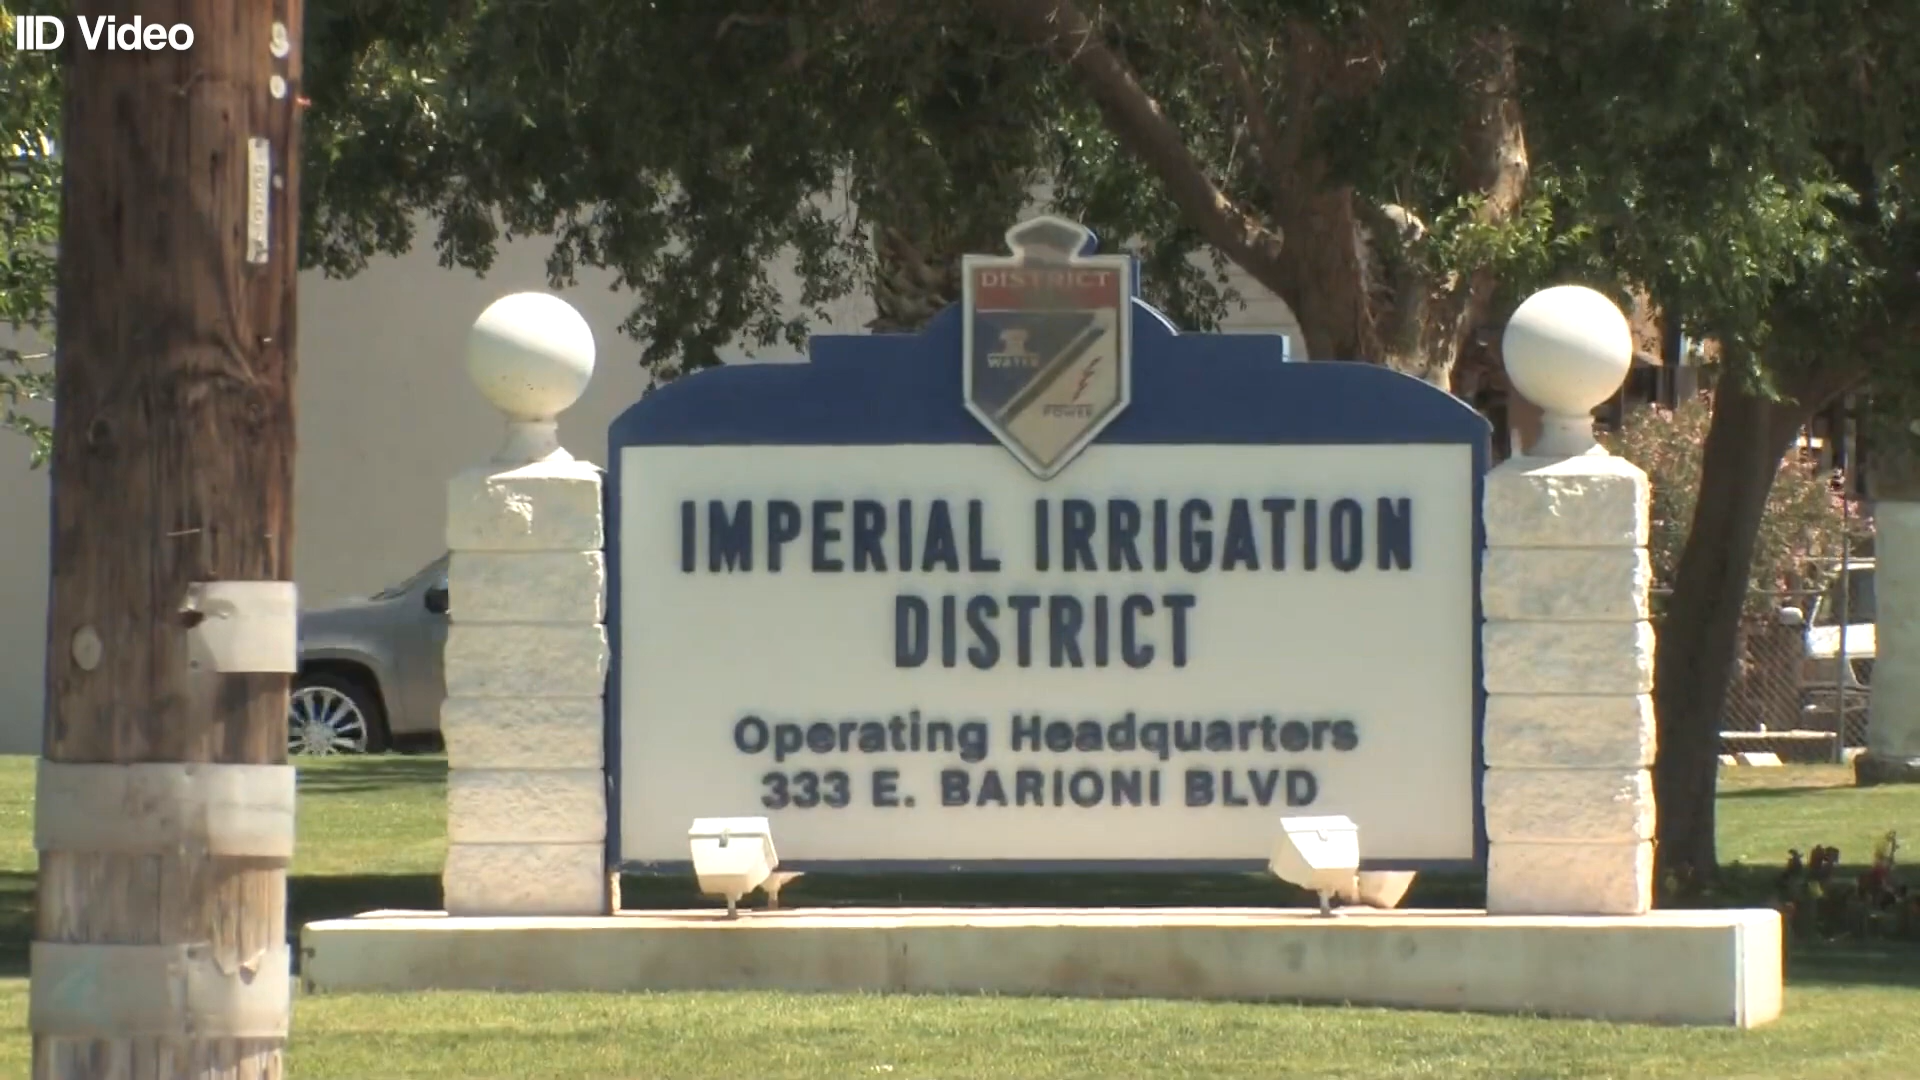 IID Video
DISTRICT
WATER
POWER
IMPERIAL IRRIGATION
DISTRICT
Operating Headquarters
333 E. BARIONI BLVD